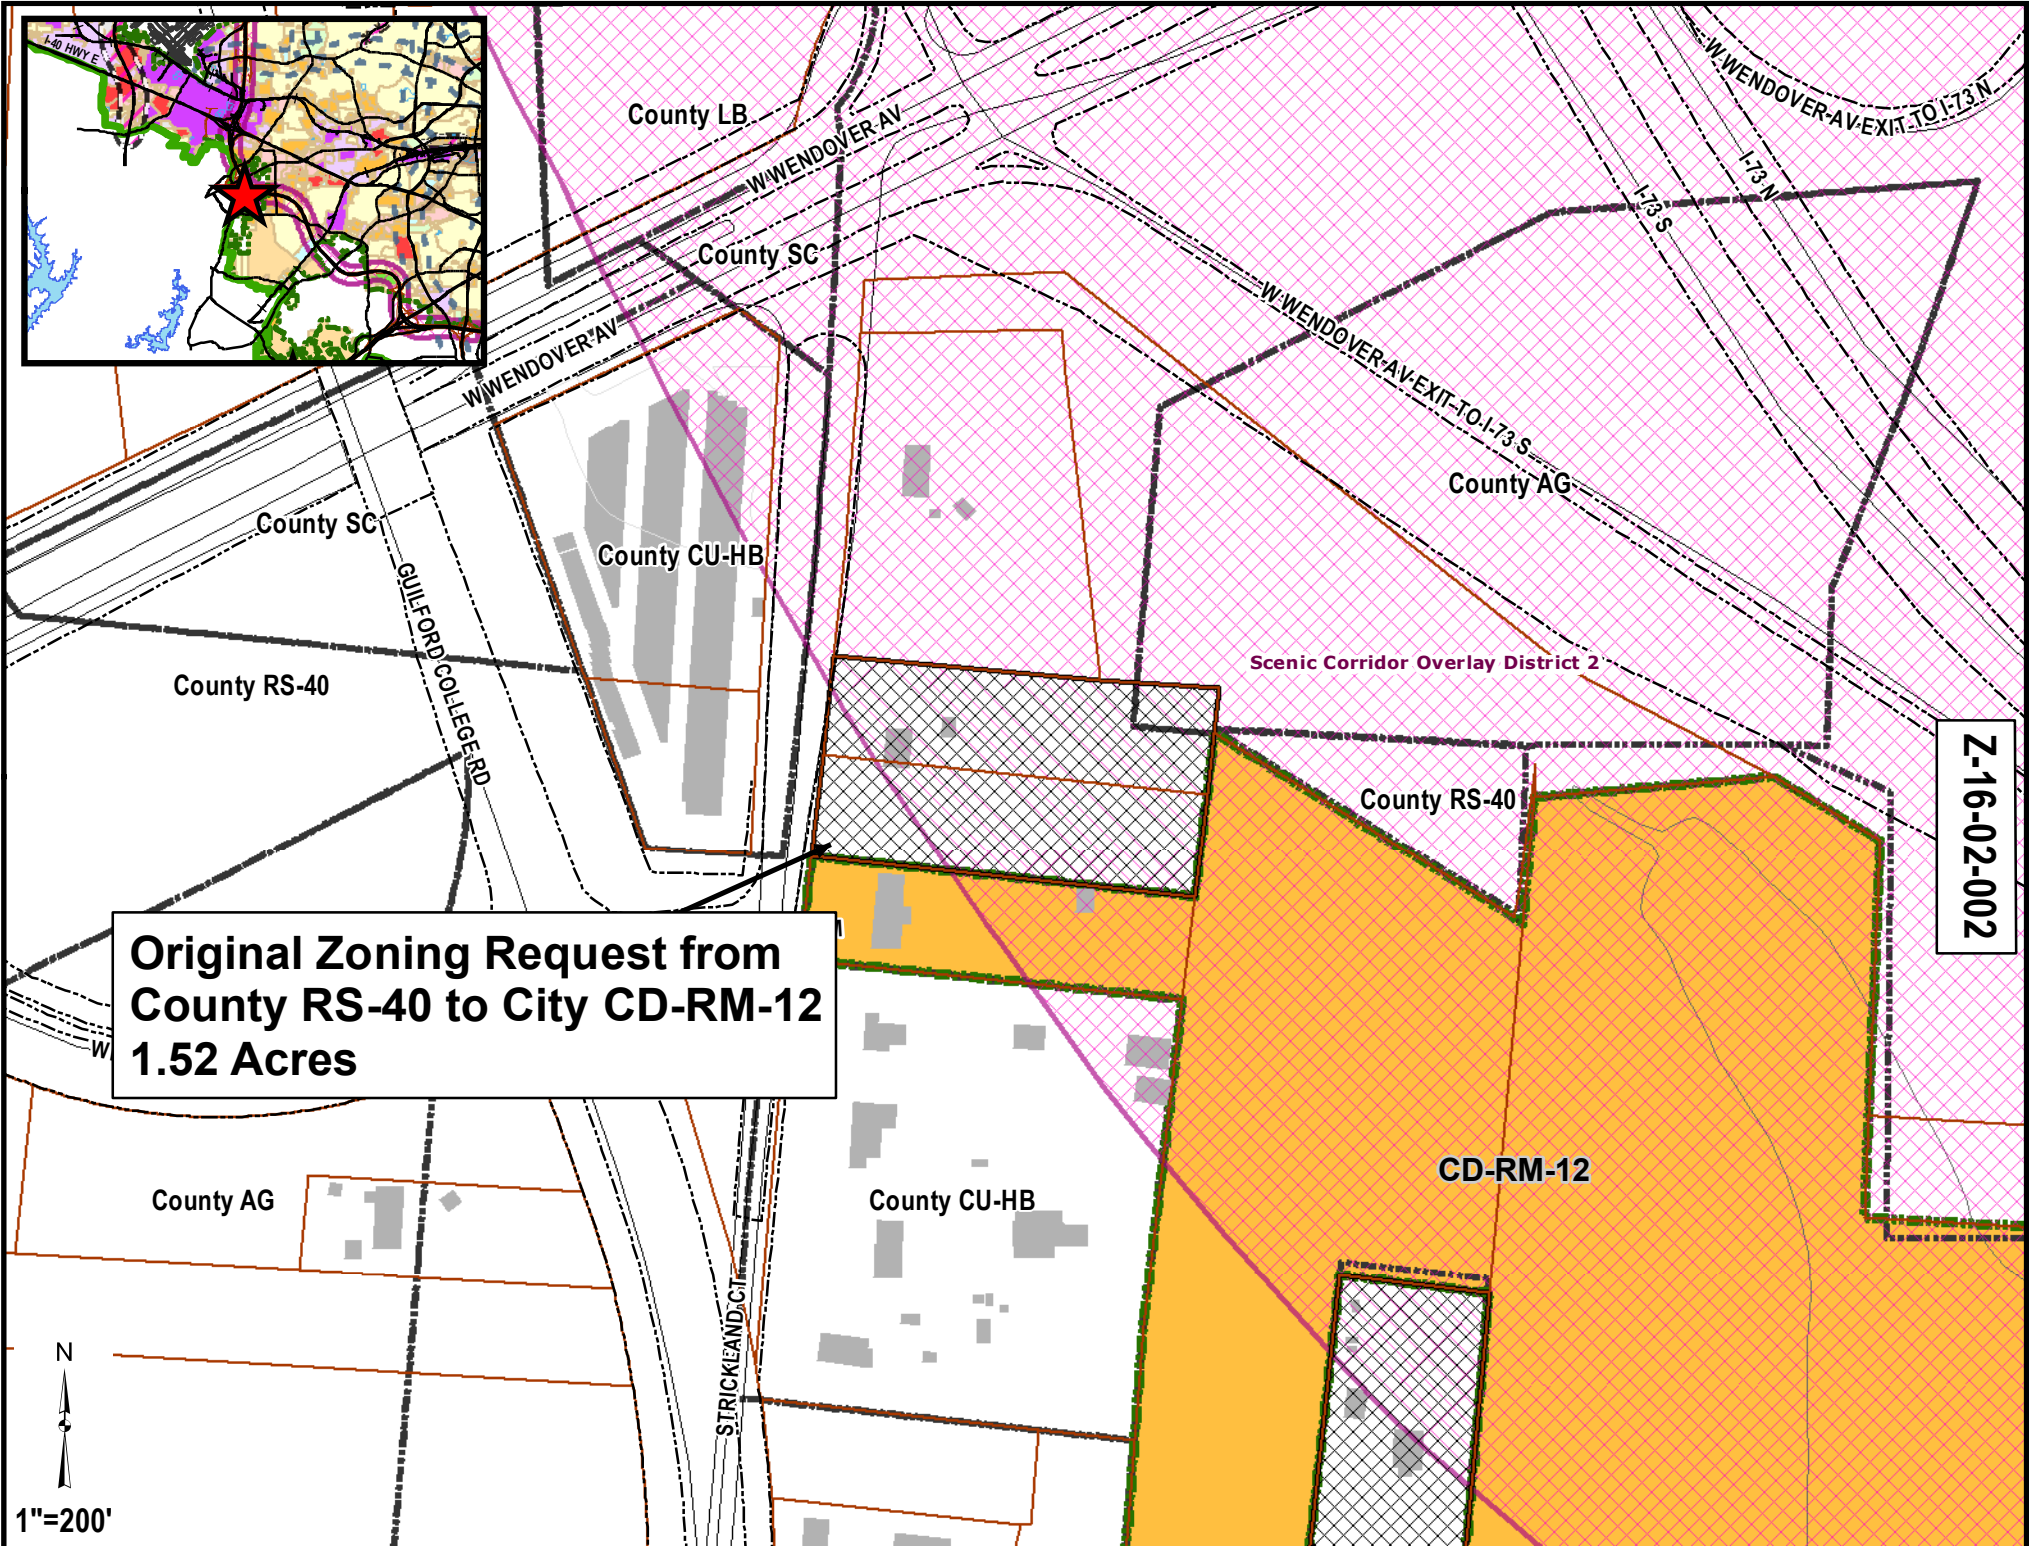 I-40 HWY E
County LB
W WENDOVER AV
W WENDOVER AV EXIT TO I-73 N
I-73 N
I-73 S
County SC
W WENDOVER AV EXIT TO I-73 S
W WENDOVER AV
County AG
County SC
County CU-HB
GUILFORD COLLEGE RD
Scenic Corridor Overlay District 2
County RS-40
County RS-40
Z-16-02-002
Original Zoning Request from
County RS-40 to City CD-RM-12
1.52 Acres
CD-RM-12
County AG
County CU-HB
STRICKLAND CT
N
1"=200'